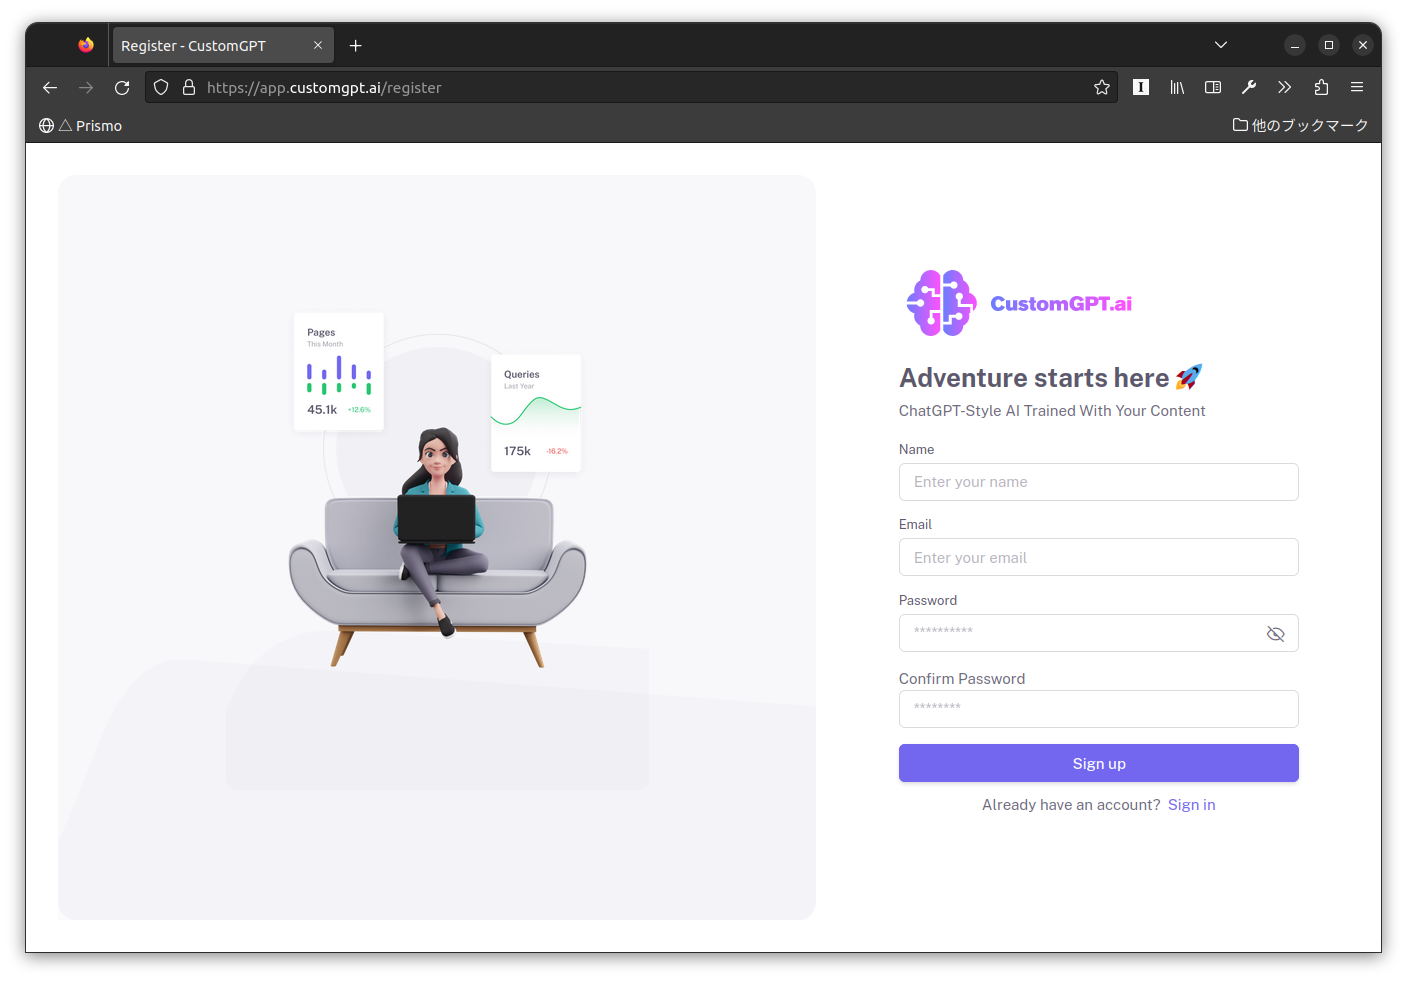 Register - CustomGPT
https://app.customgpt.ai/register
I
△ Prismo
他のブックマーク
Pages
This Month
45.1k +12.6%
Queries
Last Year
175k -16.2%
CustomGPT.ai
Adventure starts here 🚀
ChatGPT-Style AI Trained With Your Content
Name
Enter your name
Email
Enter your email
Password
**********
Confirm Password
********
Sign up
Already have an account? Sign in